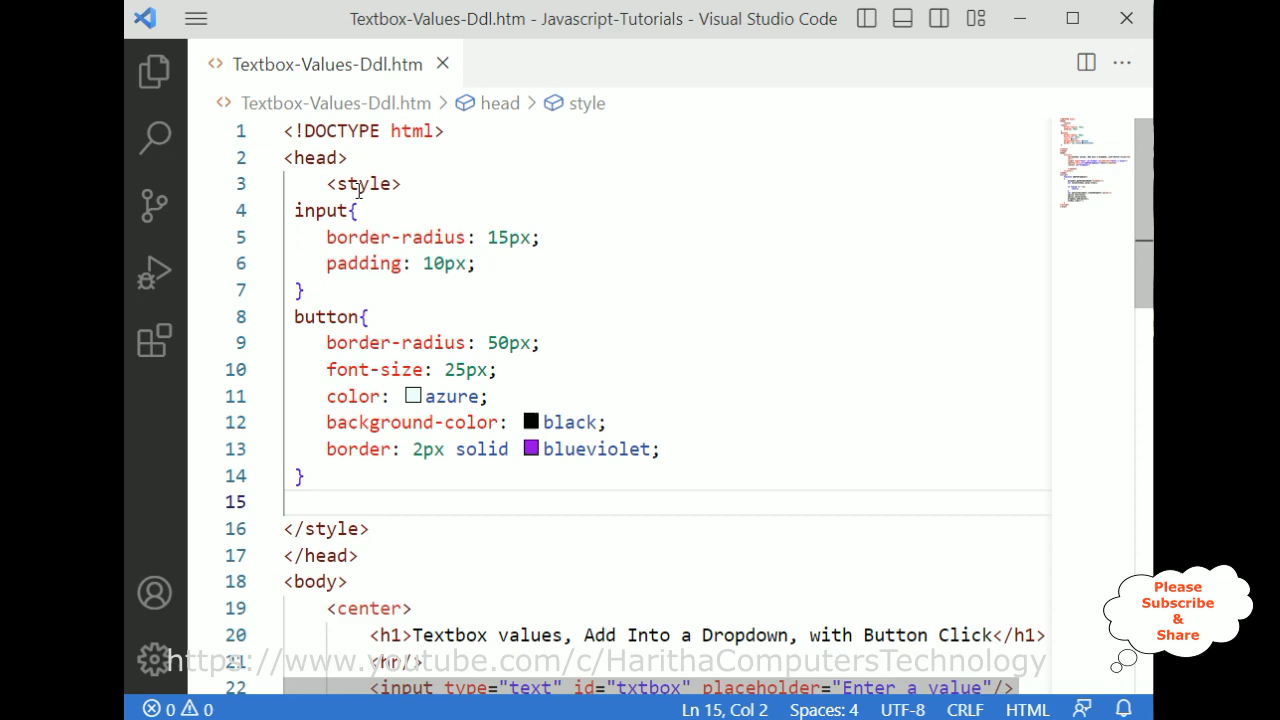 Textbox-Values-Ddl.htm - Javascript-Tutorials - Visual Studio Code
Textbox-Values-Ddl.htm
Textbox-Values-Ddl.htm > head > style
1 <!DOCTYPE html>
2 <head>
3 <style>
4 input{
5 border-radius: 15px;
6 padding: 10px;
7 }
8 button{
9 border-radius: 50px;
10 font-size: 25px;
11 color: azure;
12 background-color: black;
13 border: 2px solid blueviolet;
14 }
15
16 </style>
17 </head>
18 <body>
19 <center>
20 <h1>Textbox values, Add Into a Dropdown, with Button Click</h1>
21 <hr/>
22 <input type="text" id="txtbox" placeholder="Enter a value"/>
https://www.youtube.com/c/HarithaComputersTechnology
Please
Subscribe
&
Share
0 0 Ln 15, Col 2 Spaces: 4 UTF-8 CRLF HTML